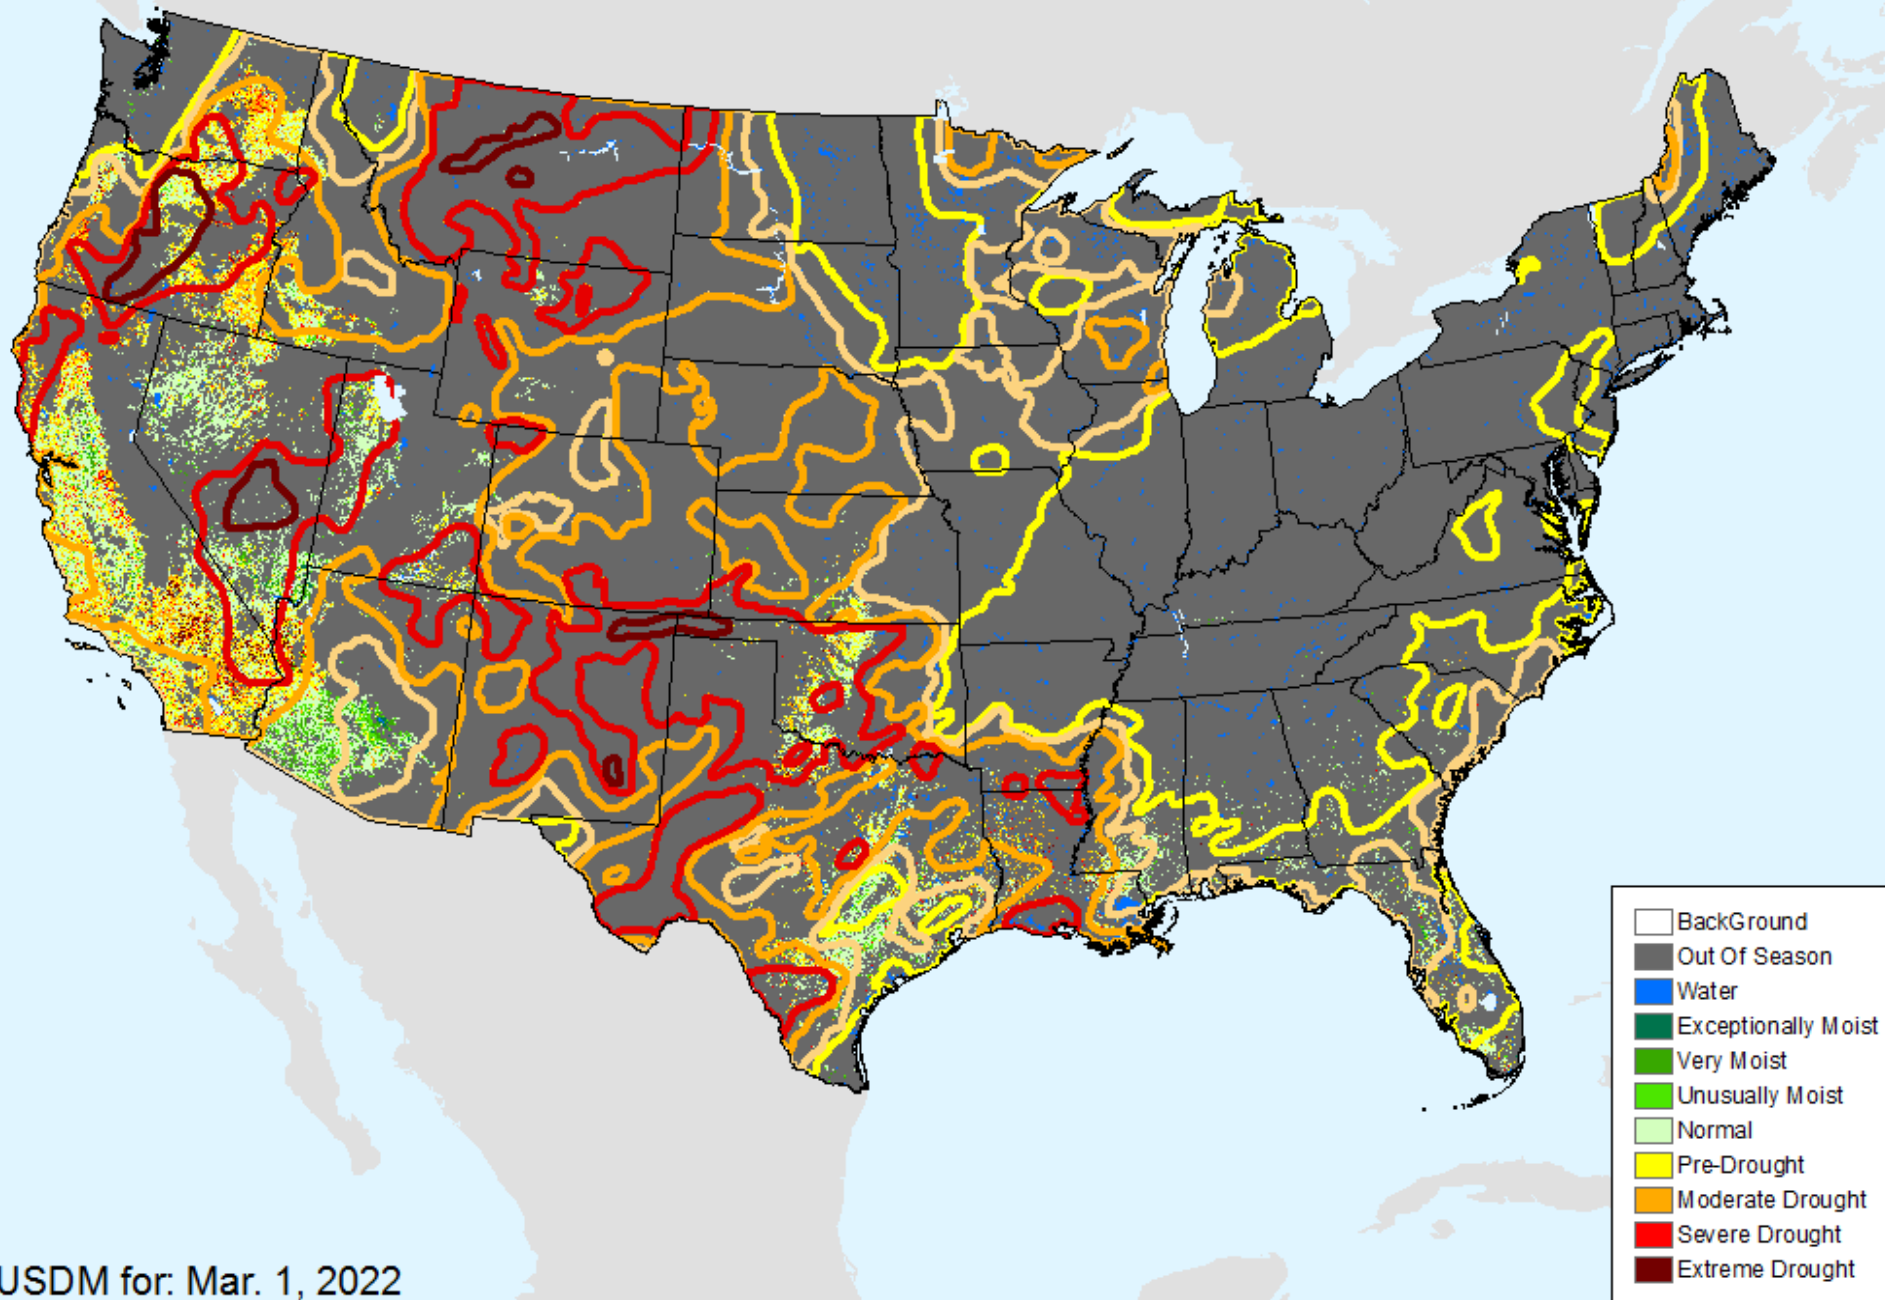 BackGround
Out Of Season
Water
Exceptionally Moist
Very Moist
Unusually Moist
Normal
Pre-Drought
Moderate Drought
Severe Drought
Extreme Drought
USDM for: Mar. 1, 2022